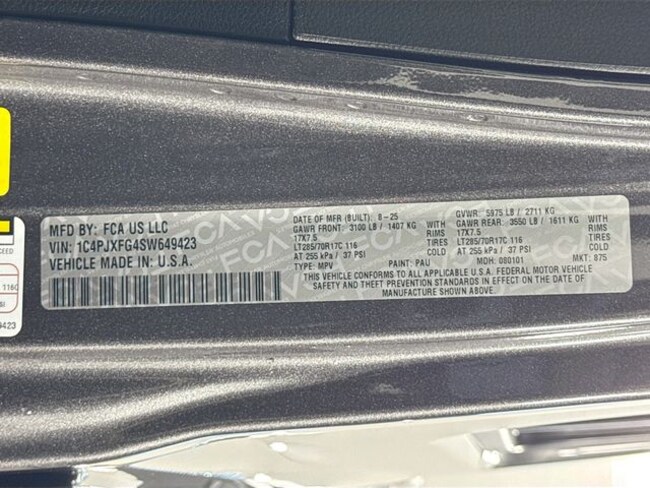 MFD BY: FCA US LLC
VIN: 1C4PJXFG4SW649423
VEHICLE MADE IN: U.S.A.
DATE OF MFR (BUILT): 8-25
GAWR FRONT: 3100 LB / 1407 KG WITH
17X7.5 TIRES
LT285/70R17C 116 RIMS
AT 255 kPa / 37 PSI COLD
GVWR: 5975 LB / 2711 KG
GAWR REAR: 3550 LB / 1611 KG WITH
17X7.5 TIRES
LT285/70R17C 116 RIMS
AT 255 kPa / 37 PSI COLD
TYPE: MPV PAINT: PAU MDH: 080101 MKT: 875
THIS VEHICLE CONFORMS TO ALL APPLICABLE U.S.A. FEDERAL MOTOR VEHICLE
SAFETY AND THEFT PREVENTION STANDARDS IN EFFECT ON THE DATE OF
MANUFACTURE SHOWN ABOVE.
CEED
116C
SI
9423